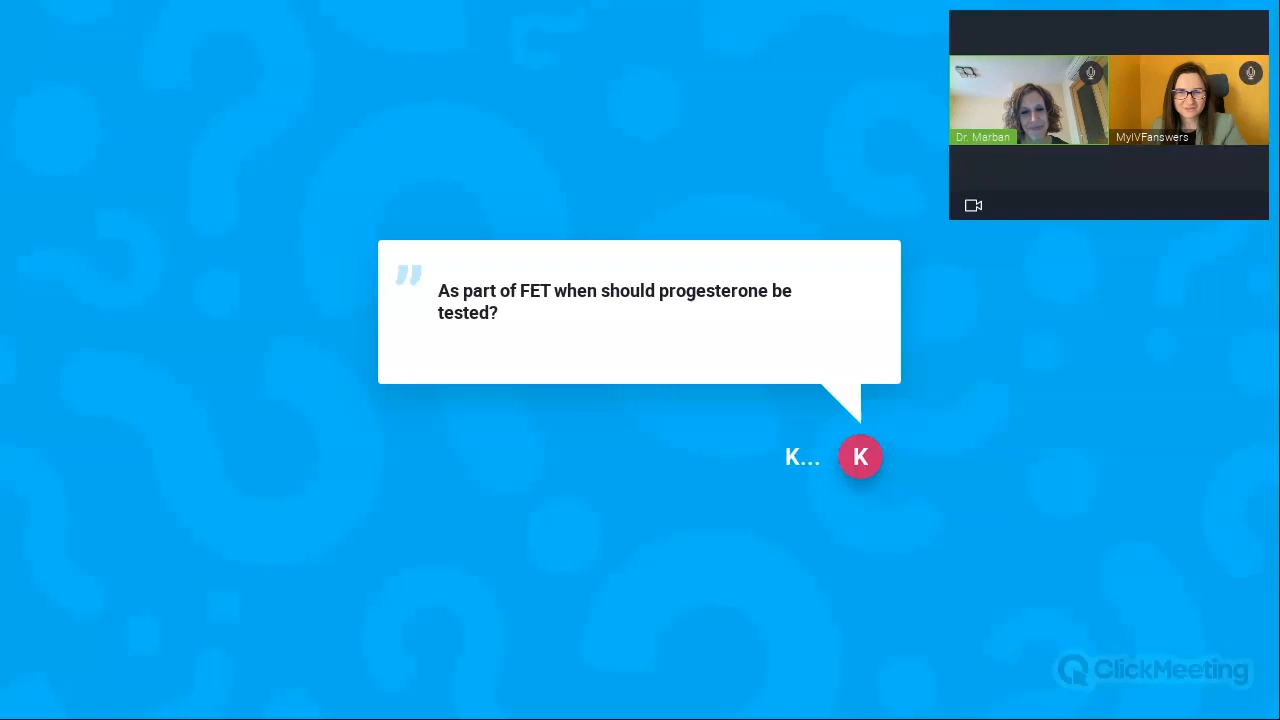 Dr. Marban
MyIVFanswers
As part of FET when should progesterone be
tested?
K...
K
ClickMeeting